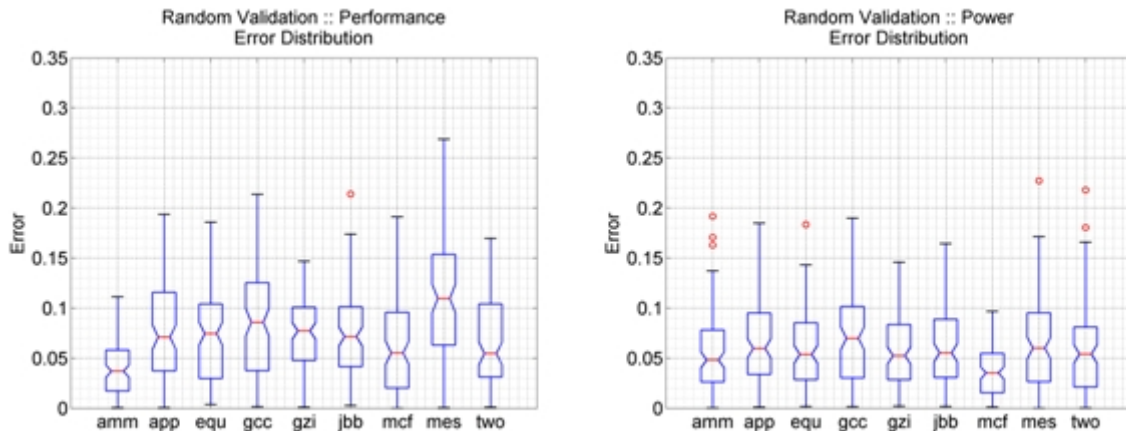 Random Validation :: Performance
Error Distribution
0.35
0.3
0.25
0.2
0.15
0.1
0.05
0
Error
amm app equ gcc gzi jbb mcf mes two
Random Validation :: Power
Error Distribution
0.35
0.3
0.25
0.2
0.15
0.1
0.05
0
Error
amm app equ gcc gzi jbb mcf mes two